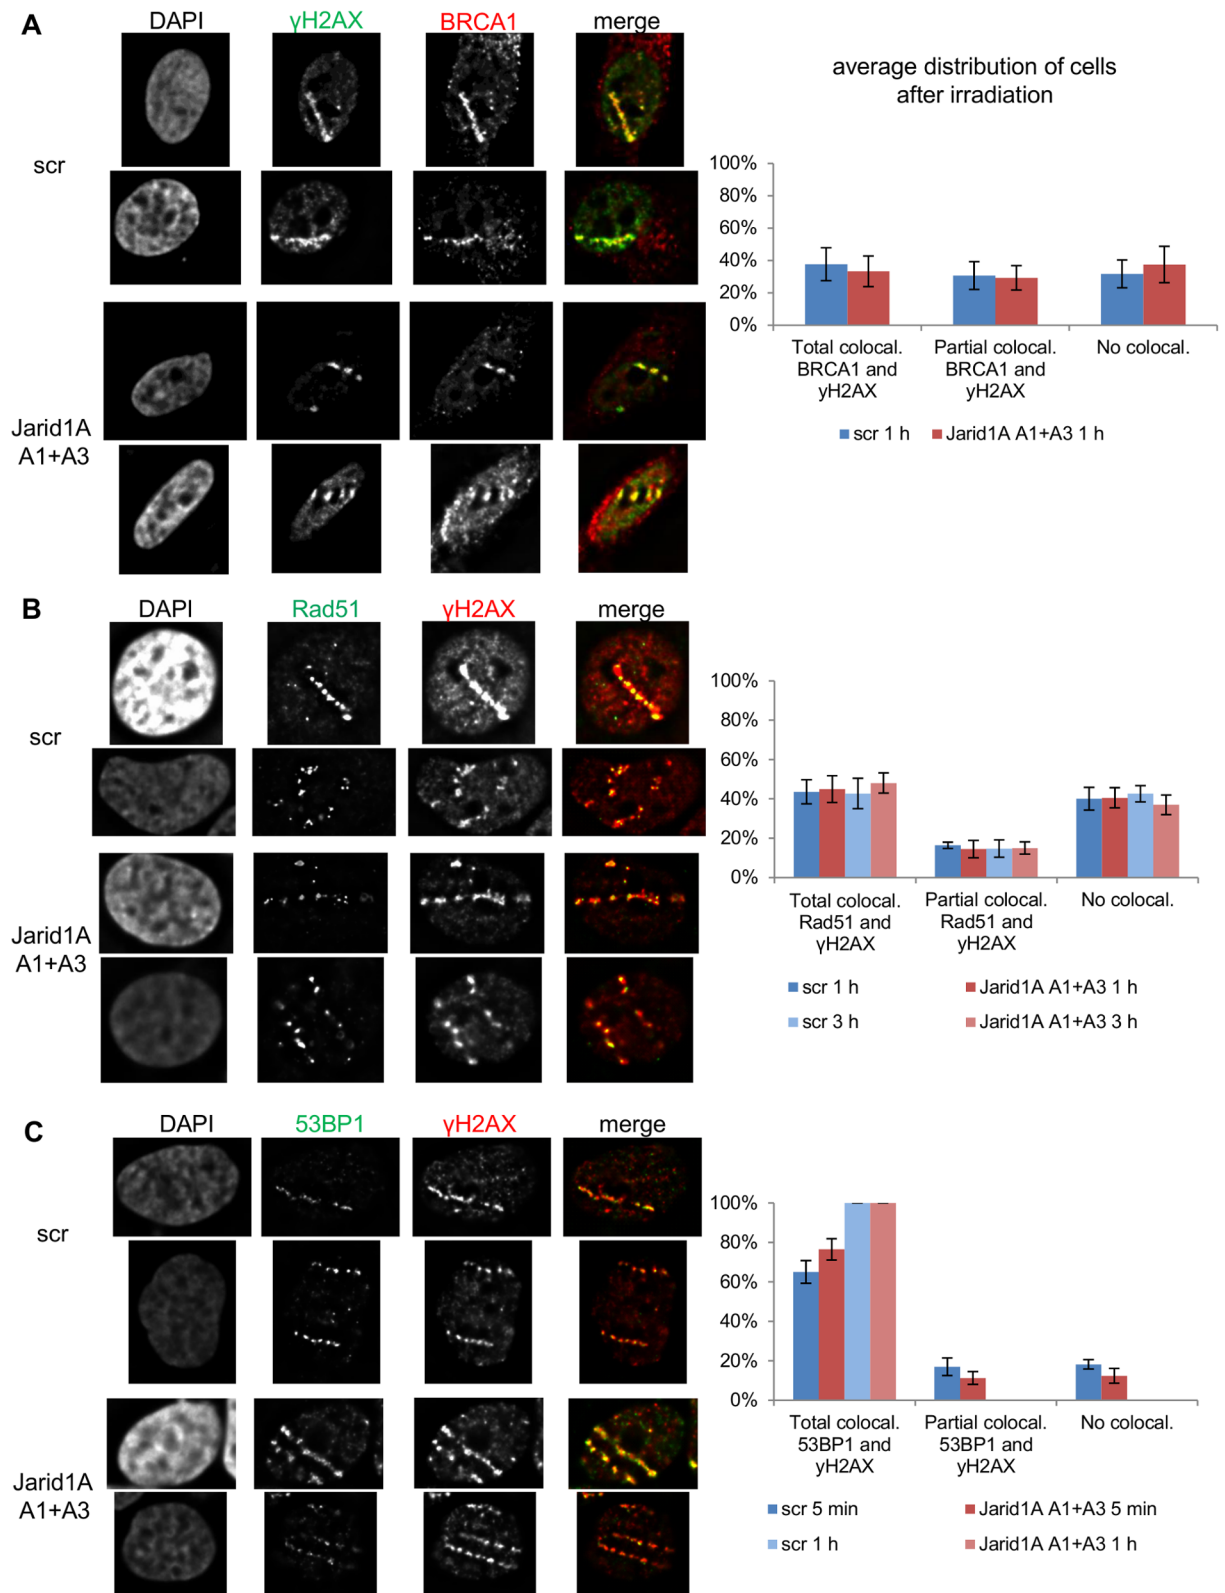 A
DAPI
γH2AX
BRCA1
merge
scr
Jarid1A
A1+A3
average distribution of cells
after irradiation
100%
80%
60%
40%
20%
0%
Total colocal.
BRCA1 and
yH2AX
Partial colocal.
BRCA1 and
yH2AX
No colocal.
scr 1 h
Jarid1A A1+A3 1 h
B
DAPI
Rad51
γH2AX
merge
scr
Jarid1A
A1+A3
100%
80%
60%
40%
20%
0%
Total colocal.
Rad51 and
γH2AX
Partial colocal.
Rad51 and
yH2AX
No colocal.
scr 1 h
Jarid1A A1+A3 1 h
scr 3 h
Jarid1A A1+A3 3 h
C
DAPI
53BP1
γH2AX
merge
scr
Jarid1A
A1+A3
100%
80%
60%
40%
20%
0%
Total colocal.
53BP1 and
yH2AX
Partial colocal.
53BP1 and
yH2AX
No colocal.
scr 5 min
Jarid1A A1+A3 5 min
scr 1 h
Jarid1A A1+A3 1 h